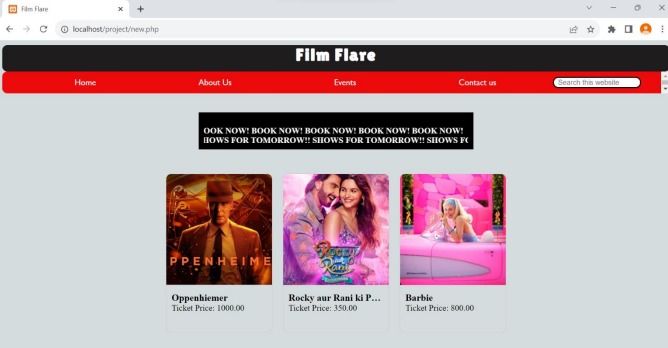 Film Flare
localhost/project/new.php
Film Flare
Home About Us Events Contact us Search this website
OOK NOW! BOOK NOW! BOOK NOW! BOOK NOW! BOOK NOW!
HOWS FOR TOMORROW!! SHOWS FOR TOMORROW!! SHOWS FO
PPENHEIME
ROCKY
Rani
Oppenhiemer
Ticket Price: 1000.00
Rocky aur Rani ki P...
Ticket Price: 350.00
Barbie
Ticket Price: 800.00